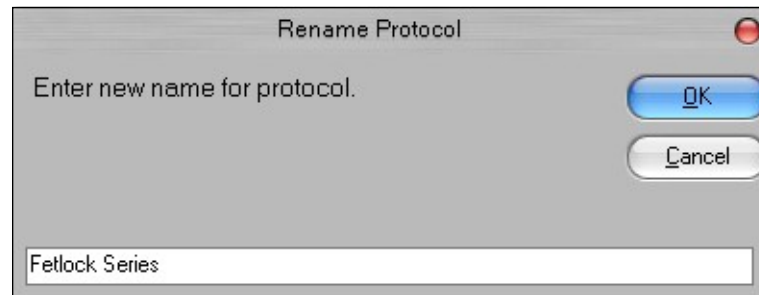 Rename Protocol
Enter new name for protocol.
OK
Cancel
Fetlock Series